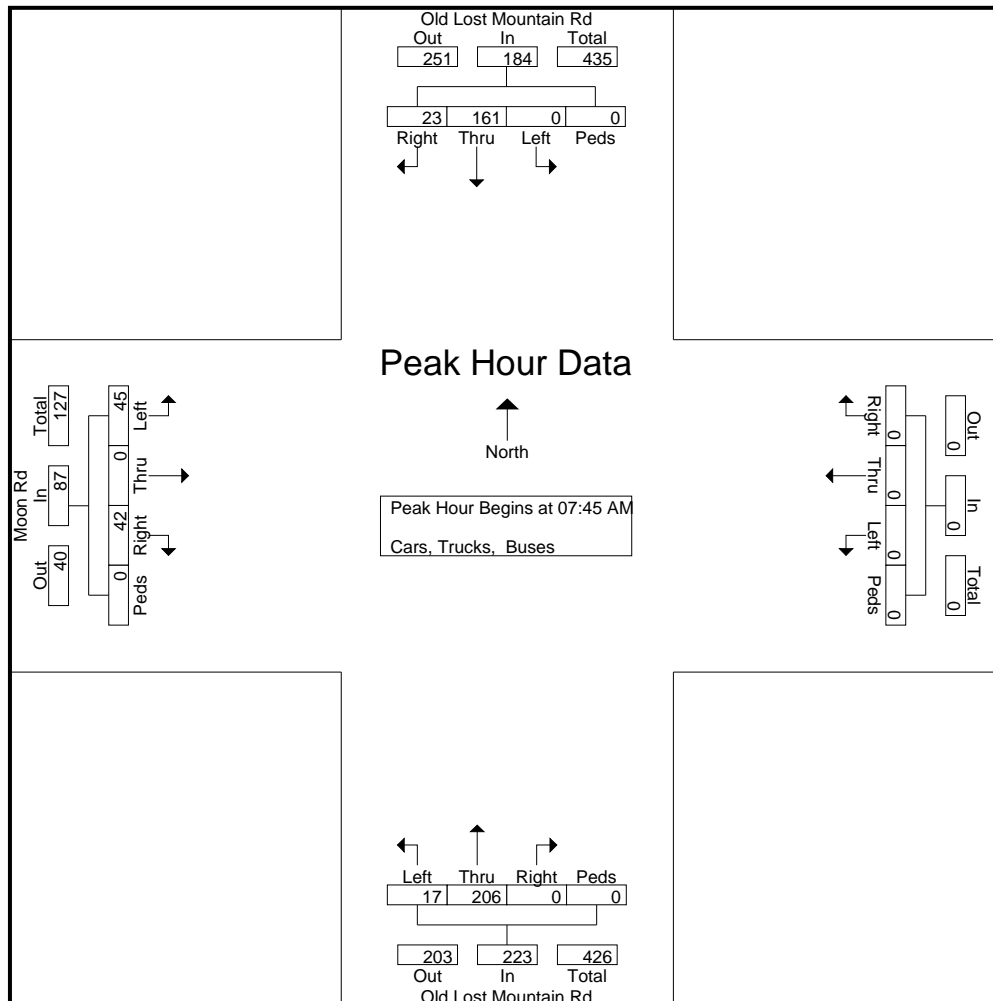 Old Lost Mountain Rd
Out In Total
251 184 435
23 161 0 0
Right Thru Left Peds
Peak Hour Data
North
Peak Hour Begins at 07:45 AM
Cars, Trucks, Buses
Moon Rd
Total In Out
127 87 40
45 0 42 0
Left Thru Right Peds
Out In Total
0 0 0
0 0 0 0
Right Thru Left Peds
Left Thru Right Peds
17 206 0 0
203 223 426
Out In Total
Old Lost Mountain Rd